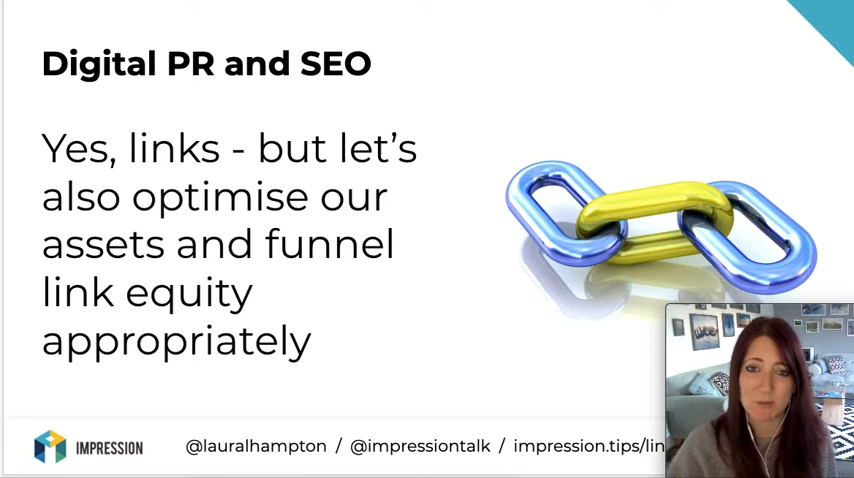 Digital PR and SEO
Yes, links - but let's
also optimise our
assets and funnel
link equity
appropriately
IMPRESSION
@lauralhampton / @impressiontalk / impression.tips/lin